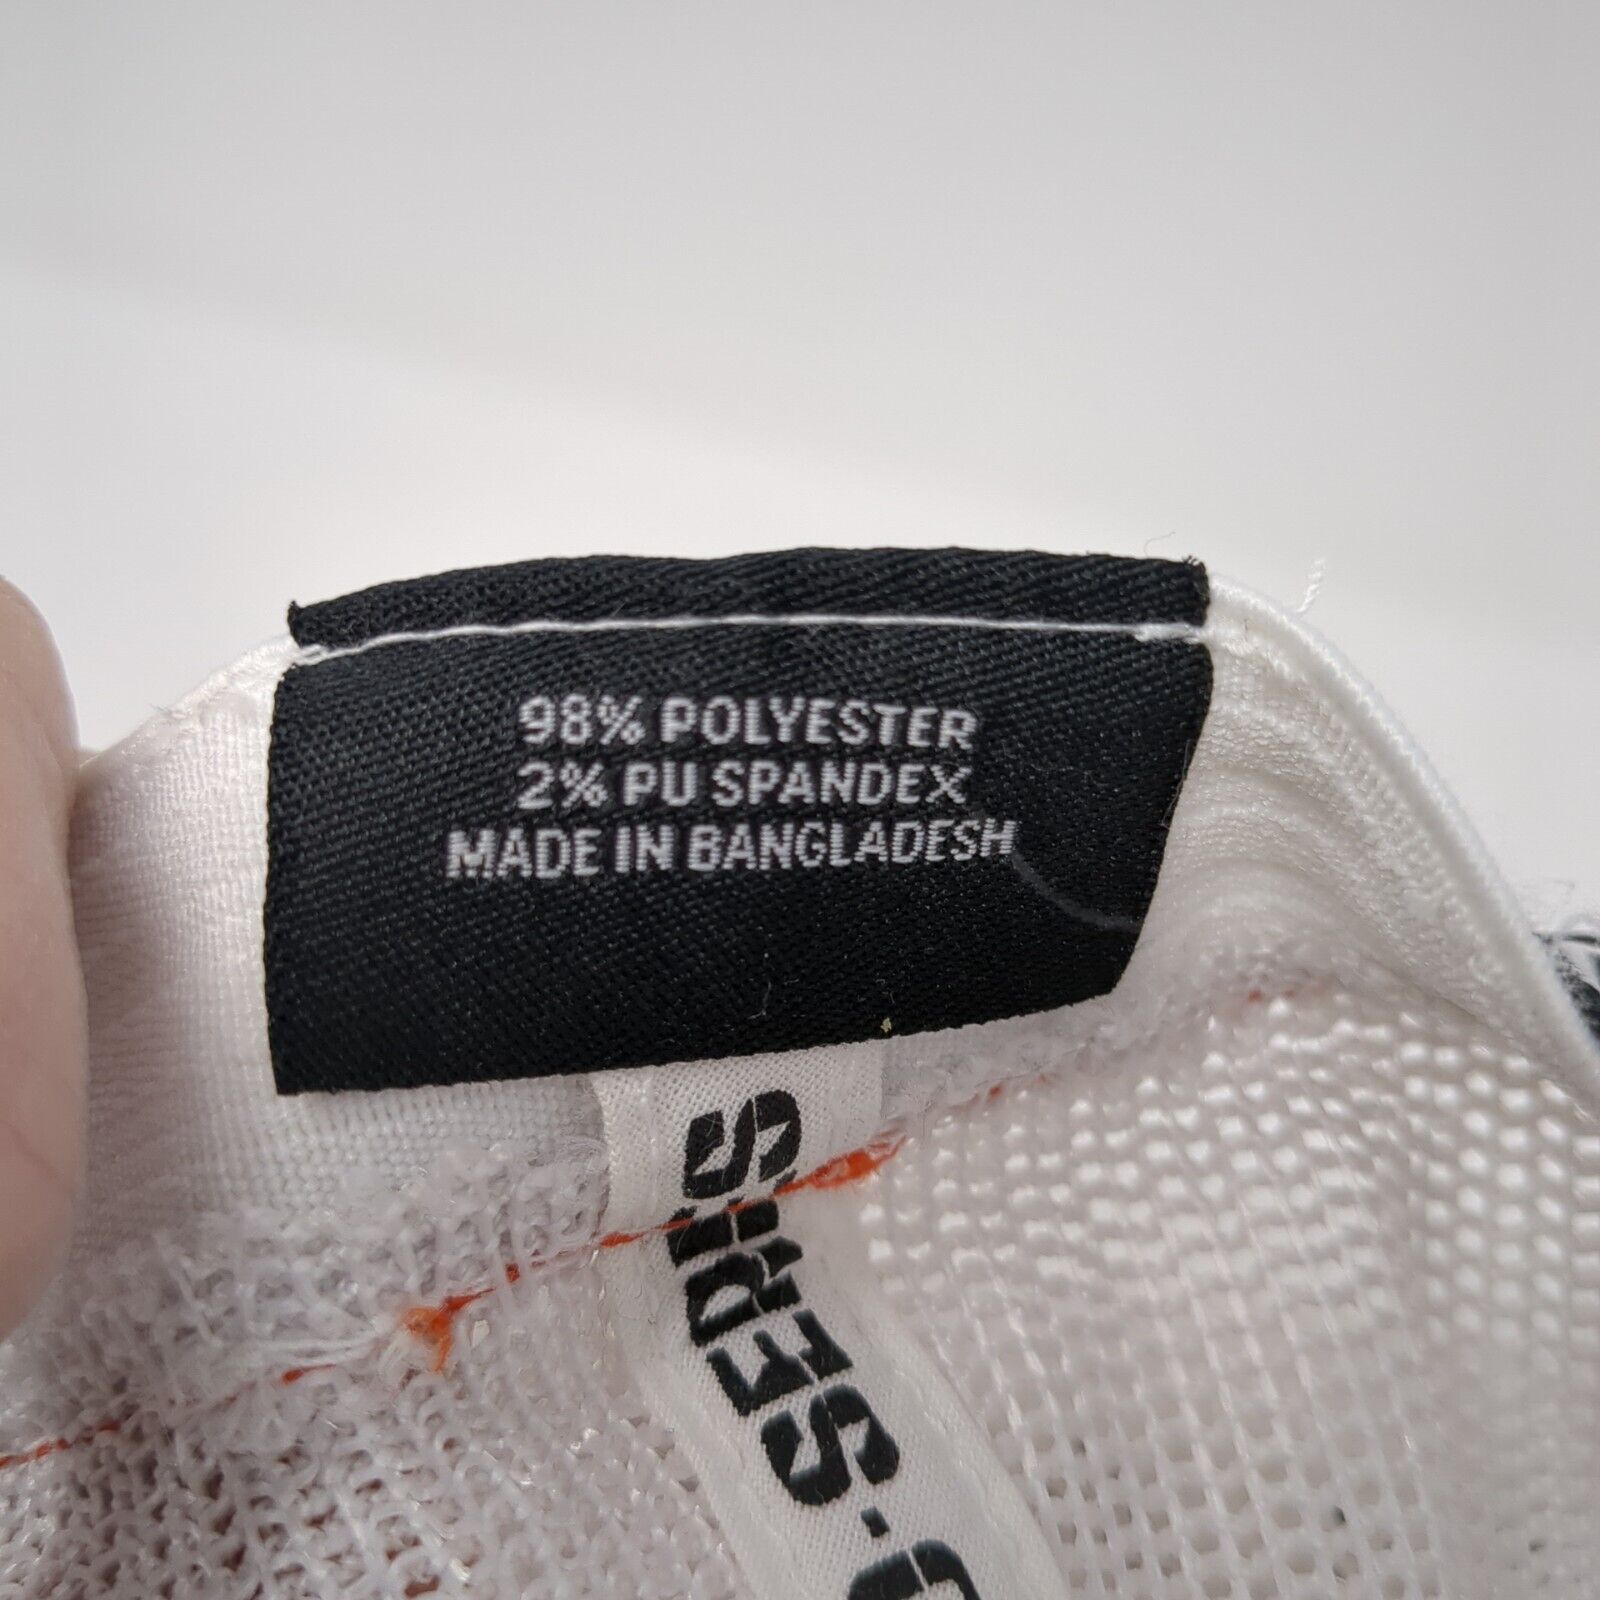 98% POLYESTER
2% PU SPANDEX
MADE IN BANGLADESH